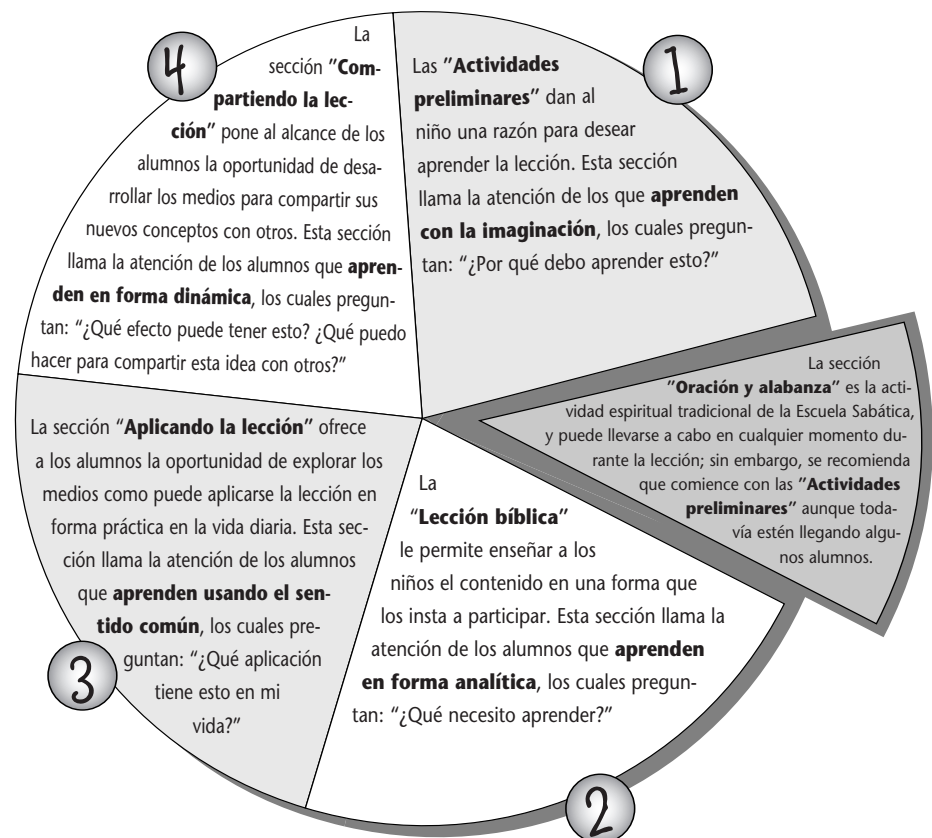 1
Las "Actividades
preliminares" dan al
niño una razón para desear
aprender la lección. Esta sección
llama la atención de los que aprenden
con la imaginación, los cuales pregun-
tan: “¿Por qué debo aprender esto?”
La sección
"Oración y alabanza" es la acti-
vidad espiritual tradicional de la Escuela Sabática,
y puede llevarse a cabo en cualquier momento du-
rante la lección; sin embargo, se recomienda
que comience con las "Actividades
preliminares" aunque toda-
vía estén llegando algu-
nos alumnos.
2
La
“Lección bíblica”
le permite enseñar a los
niños el contenido en una forma que
los insta a participar. Esta sección llama la
atención de los alumnos que aprenden
en forma analítica, los cuales pregun-
tan: “¿Qué necesito aprender?”
3
La sección “Aplicando la lección” ofrece
a los alumnos la oportunidad de explorar los
medios como puede aplicarse la lección en
forma práctica en la vida diaria. Esta sec-
ción llama la atención de los alumnos
que aprenden usando el sen-
tido común, los cuales pre-
guntan: “¿Qué aplicación
tiene esto en mi
vida?”
4
La
sección "Com-
partiendo la lec-
ción" pone al alcance de los
alumnos la oportunidad de desa-
rrollar los medios para compartir sus
nuevos conceptos con otros. Esta sección
llama la atención de los alumnos que apren-
den en forma dinámica, los cuales pregun-
tan: “¿Qué efecto puede tener esto? ¿Qué puedo
hacer para compartir esta idea con otros?”